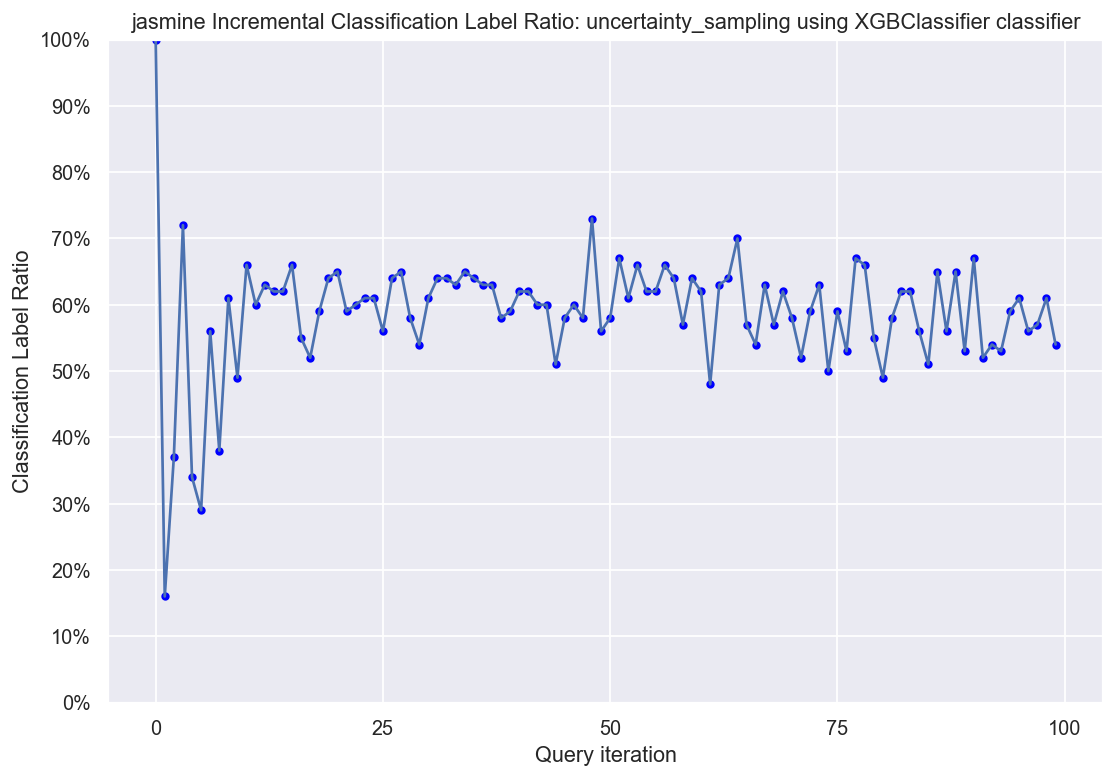 jasmine Incremental Classification Label Ratio: uncertainty_sampling using XGBClassifier classifier
100%
90%
80%
70%
60%
50%
40%
30%
20%
10%
0%
Classification Label Ratio
0 25 50 75 100
Query iteration